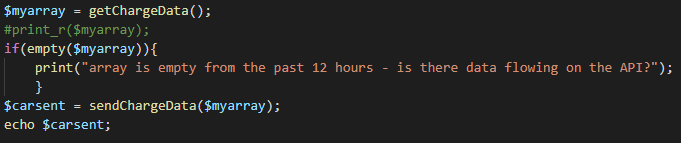 $myarray = getChargeData();
#print_r($myarray);
if(empty($myarray)){
    print("array is empty from the past 12 hours - is there data flowing on the API?");
    }
$carsent = sendChargeData($myarray);
echo $carsent;